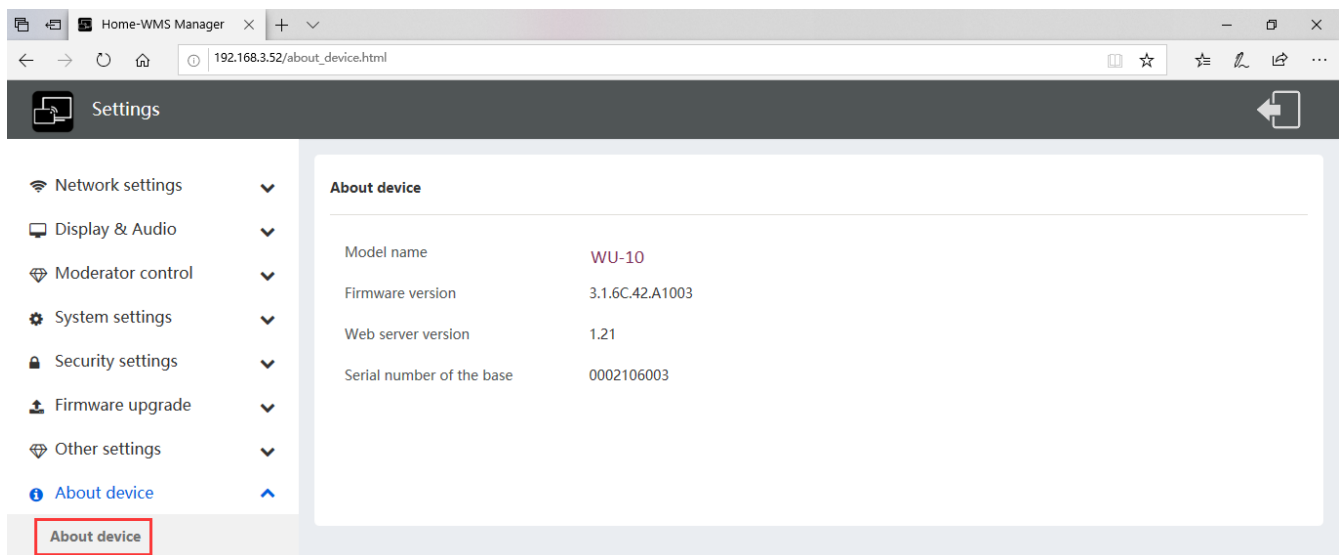 Home-WMS Manager
192.168.3.52/about_device.html
Settings
Network settings
Display & Audio
Moderator control
System settings
Security settings
Firmware upgrade
Other settings
About device
About device
About device
Model name WU-10
Firmware version 3.1.6C.42.A1003
Web server version 1.21
Serial number of the base 0002106003